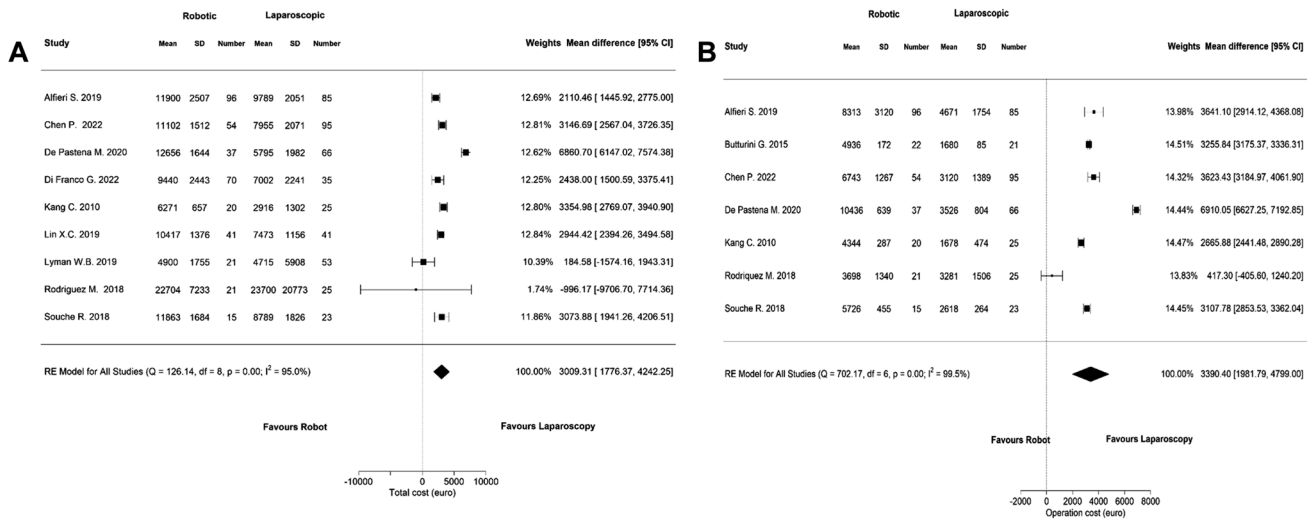 A
Robotic Laparoscopic
Study Mean SD Number Mean SD Number Weights Mean difference [95% CI]
Alfieri S. 2019 11900 2507 96 9789 2051 85 12.69% 2110.46 [ 1445.92, 2775.00]
Chen P. 2022 11102 1512 54 7955 2071 95 12.81% 3146.69 [ 2567.04, 3726.35]
De Pastena M. 2020 12656 1644 37 5795 1982 66 12.62% 6860.70 [ 6147.02, 7574.38]
Di Franco G. 2022 9440 2443 70 7002 2241 35 12.25% 2438.00 [ 1500.59, 3375.41]
Kang C. 2010 6271 657 20 2916 1302 25 12.80% 3354.98 [ 2769.07, 3940.90]
Lin X.C. 2019 10417 1376 41 7473 1156 41 12.84% 2944.42 [ 2394.26, 3494.58]
Lyman W.B. 2019 4900 1755 21 4715 5908 53 10.39% 184.58 [-1574.16, 1943.31]
Rodriguez M. 2018 22704 7233 21 23700 20773 25 1.74% -996.17 [-9706.70, 7714.36]
Souche R. 2018 11863 1684 15 8789 1826 23 11.86% 3073.88 [ 1941.26, 4206.51]
RE Model for All Studies (Q = 126.14, df = 8, p = 0.00; I² = 95.0%) 100.00% 3009.31 [ 1776.37, 4242.25]
Favours Robot Favours Laparoscopy
-10000 0 5000 10000
Total cost (euro)
B
Robotic Laparoscopic
Study Mean SD Number Mean SD Number Weights Mean difference [95% CI]
Alfieri S. 2019 8313 3120 96 4671 1754 85 13.98% 3641.10 [2914.12, 4368.08]
Butturini G. 2015 4936 172 22 1680 85 21 14.51% 3255.84 [3175.37, 3336.31]
Chen P. 2022 6743 1267 54 3120 1389 95 14.32% 3623.43 [3184.97, 4061.90]
De Pastena M. 2020 10436 639 37 3526 804 66 14.44% 6910.05 [6627.25, 7192.85]
Kang C. 2010 4344 287 20 1678 474 25 14.47% 2665.88 [2441.48, 2890.28]
Rodriquez M. 2018 3698 1340 21 3281 1506 25 13.83% 417.30 [-405.60, 1240.20]
Souche R. 2018 5726 455 15 2618 264 23 14.45% 3107.78 [2853.53, 3362.04]
RE Model for All Studies (Q = 702.17, df = 6, p = 0.00; I² = 99.5%) 100.00% 3390.40 [1981.79, 4799.00]
Favours Robot Favours Laparoscopy
-2000 0 2000 4000 6000 8000
Operation cost (euro)